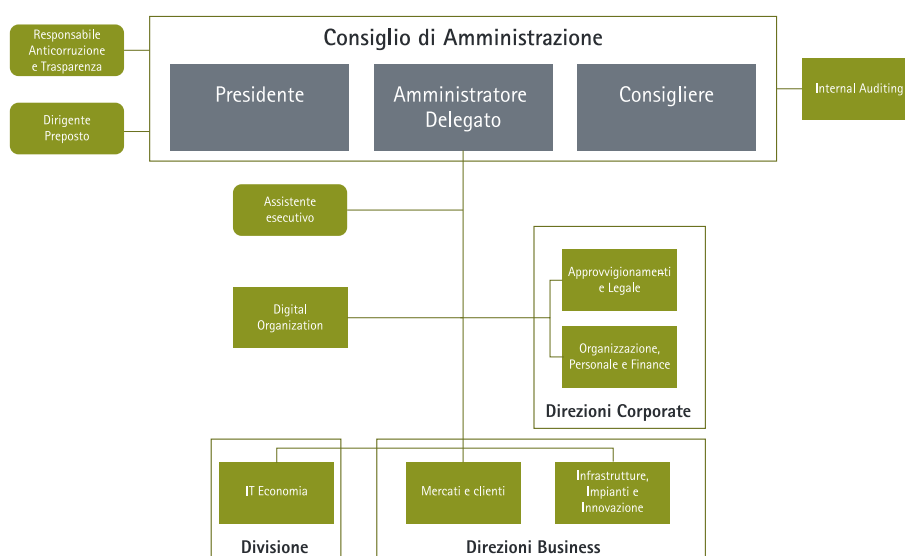 Responsabile
Anticorruzione
e Trasparenza
Dirigente
Preposto
Consiglio di Amministrazione
Presidente
Amministratore
Delegato
Consigliere
Internal Auditing
Assistente
esecutivo
Digital
Organization
Approvvigionamenti
e Legale
Organizzazione,
Personale e Finance
Direzioni Corporate
IT Economia
Divisione
Mercati e clienti
Infrastrutture,
Impianti e
Innovazione
Direzioni Business